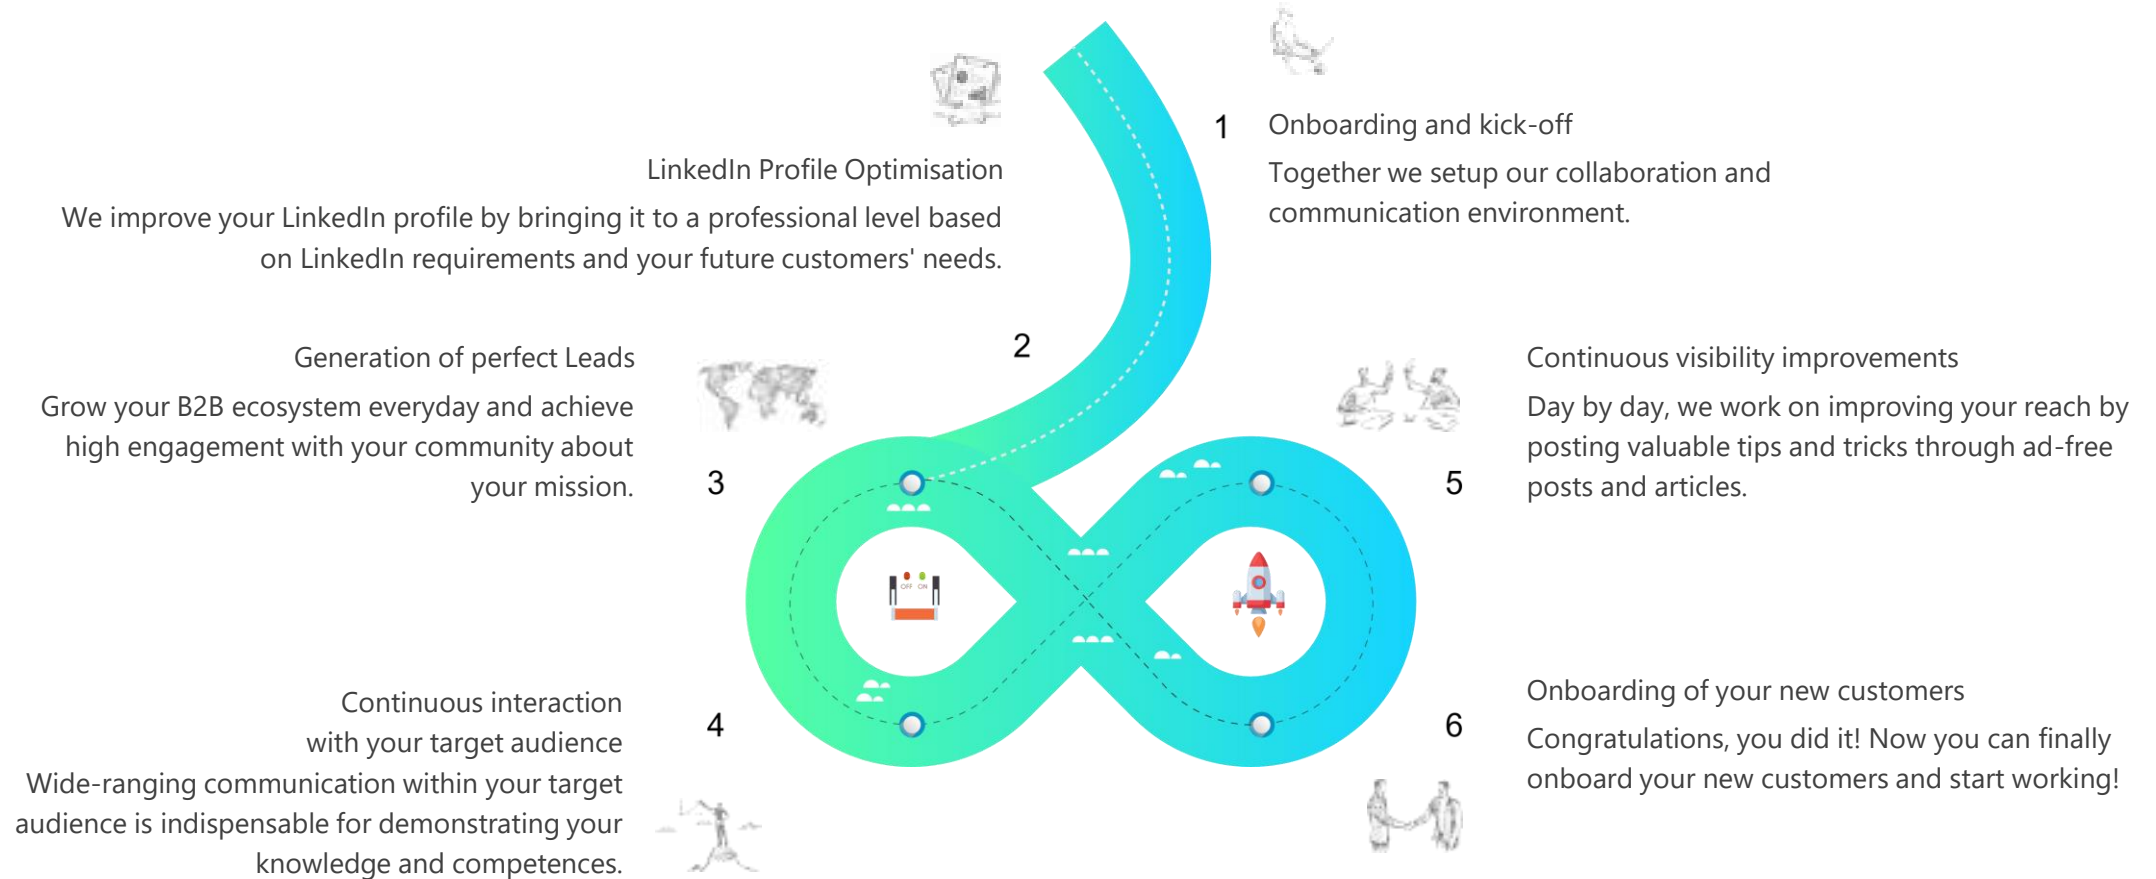 1
Onboarding and kick-off
Together we setup our collaboration and
communication environment.
LinkedIn Profile Optimisation
We improve your LinkedIn profile by bringing it to a professional level based
on LinkedIn requirements and your future customers' needs.
2
Generation of perfect Leads
Grow your B2B ecosystem everyday and achieve
high engagement with your community about
your mission.
3
Continuous interaction
with your target audience
Wide-ranging communication within your target
audience is indispensable for demonstrating your
knowledge and competences.
4
Continuous visibility improvements
Day by day, we work on improving your reach by
posting valuable tips and tricks through ad-free
posts and articles.
5
Onboarding of your new customers
Congratulations, you did it! Now you can finally
onboard your new customers and start working!
6
OFF ON